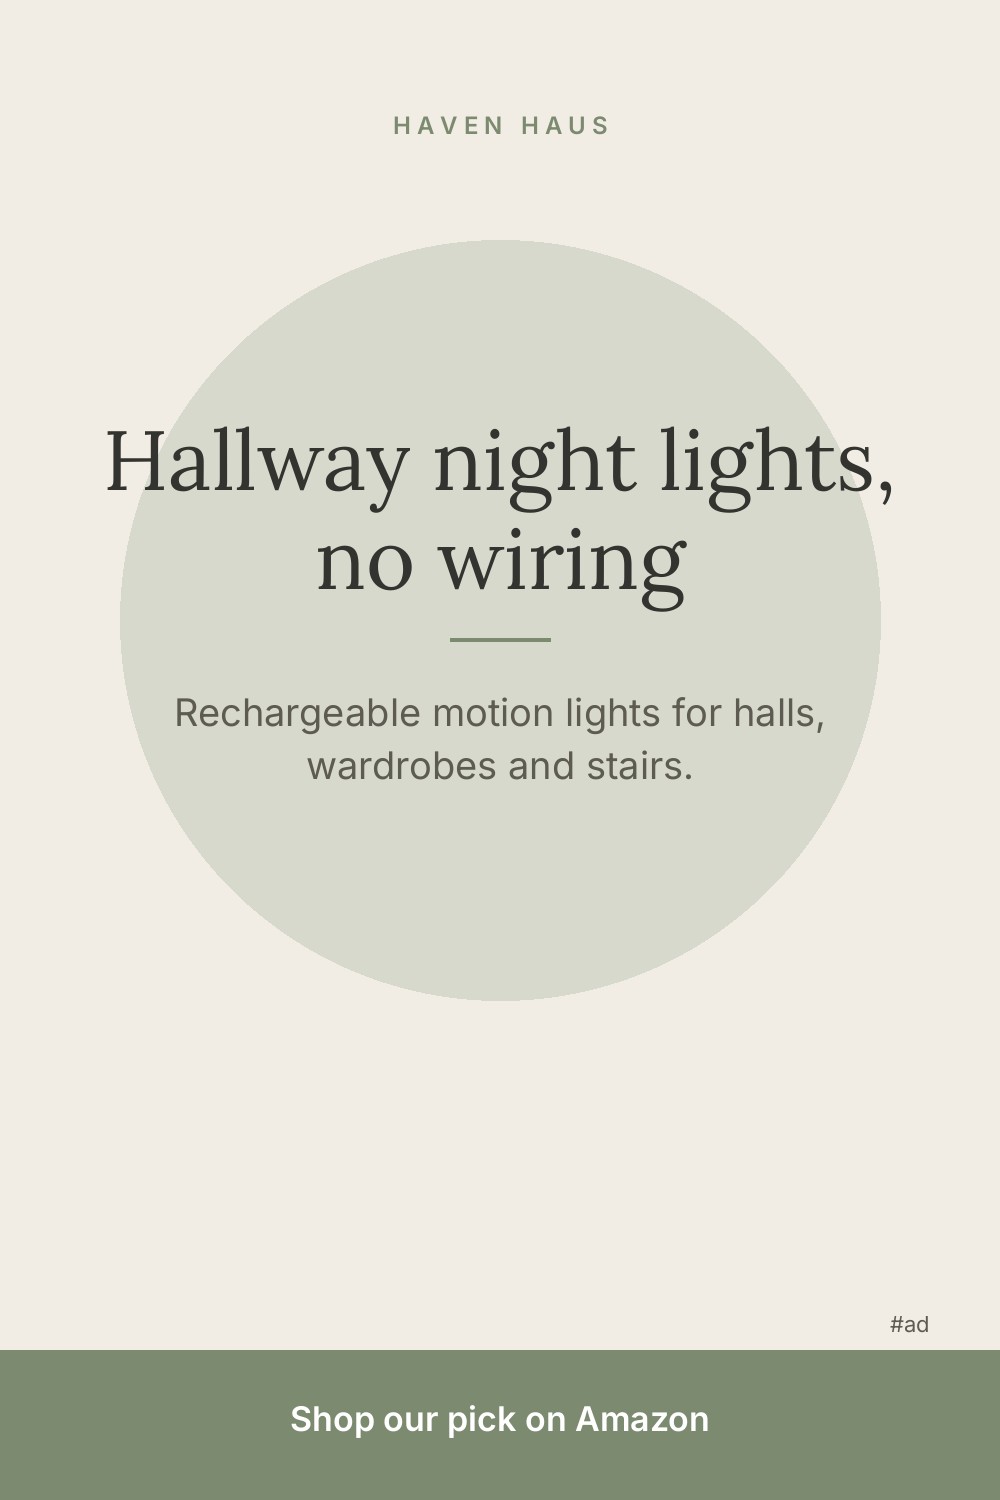 HAVEN HAUS
Hallway night lights,
no wiring
Rechargeable motion lights for halls,
wardrobes and stairs.
#ad
Shop our pick on Amazon